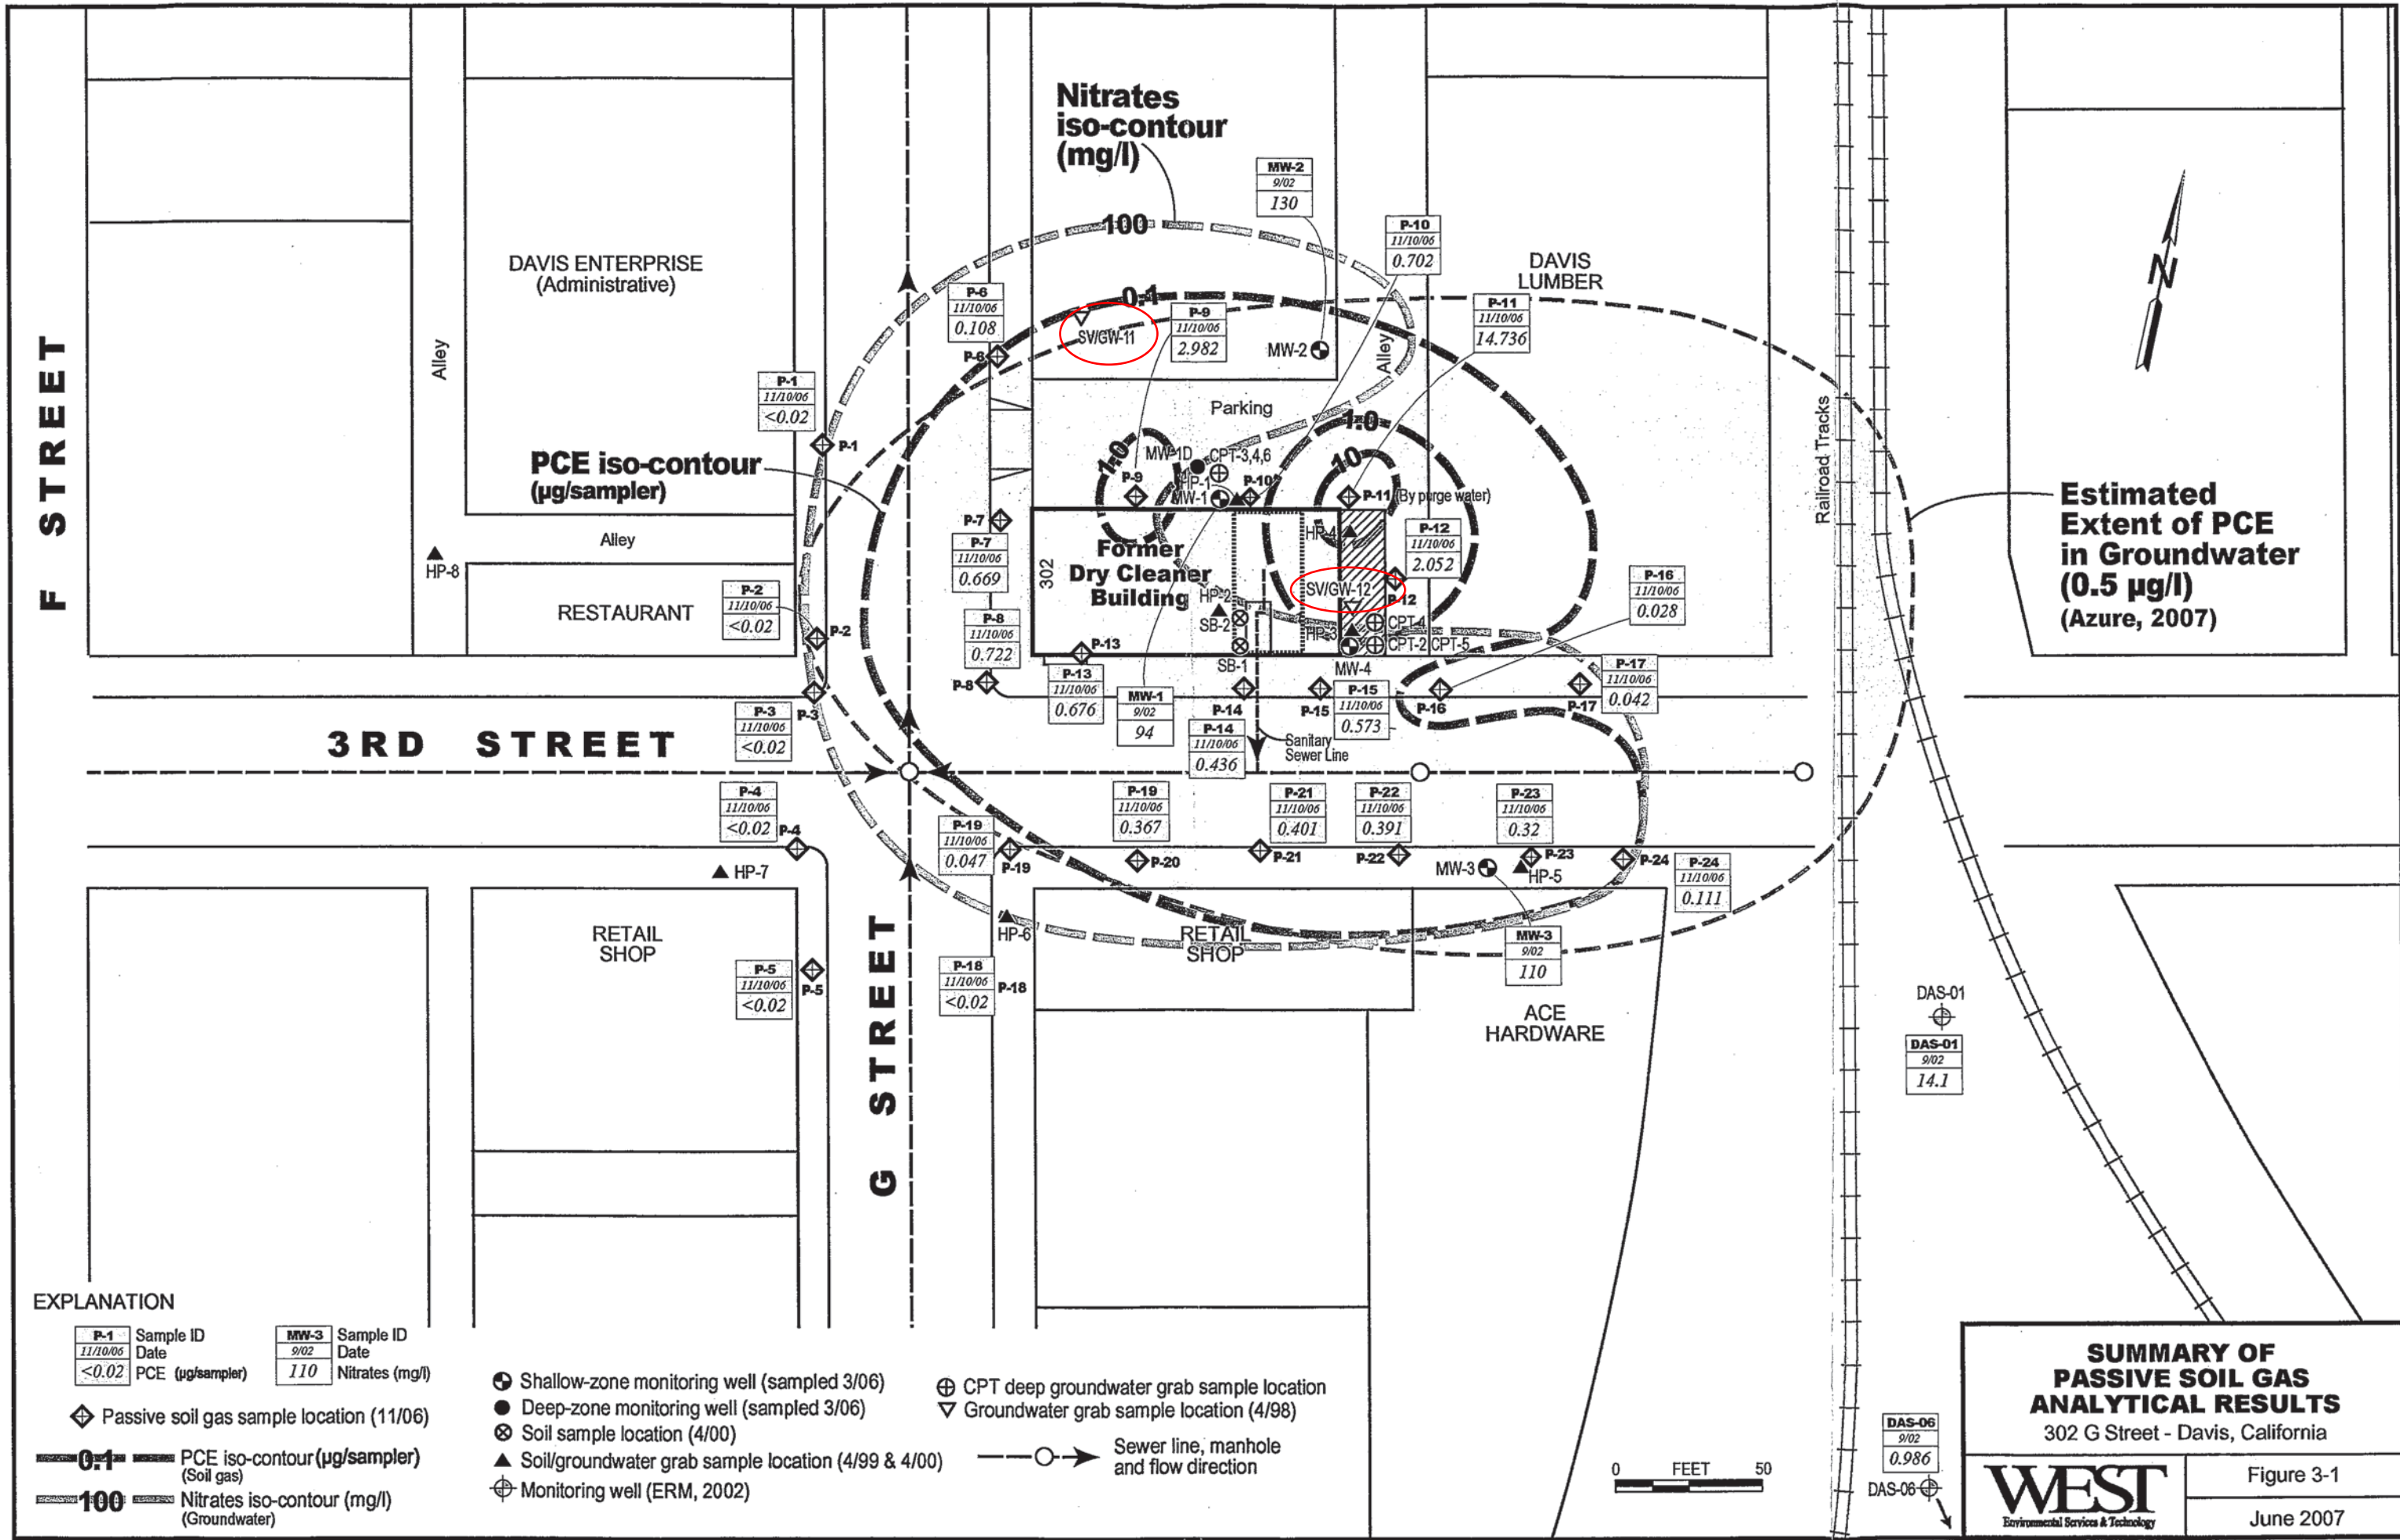 Nitrates
iso-contour
(mg/l)
MW-2
9/02
130
100
P-10
11/10/06
0.702
DAVIS ENTERPRISE
(Administrative)
DAVIS
LUMBER
N
P-6
11/10/06
0.108
0.1
P-9
11/10/06
2.982
P-11
11/10/06
14.736
SV/GW-11
P-6
MW-2
Alley
F STREET
Alley
P-1
11/10/06
<0.02
Parking
1.0
Railroad Tracks
P-1
PCE iso-contour
(µg/sampler)
1.0
MW-1D
CPT-3,4,6
10
P-9
HP-1
P-10
MW-1
P-11 (By purge water)
Estimated
Extent of PCE
in Groundwater
(0.5 µg/l)
(Azure, 2007)
P-7
P-7
11/10/06
0.669
HP-4
P-12
11/10/06
2.052
Alley
HP-8
302
Former
Dry Cleaner
Building
SV/GW-12
P-12
P-16
11/10/06
0.028
P-2
11/10/06
<0.02
RESTAURANT
HP-2
P-2
P-8
11/10/06
0.722
SB-2
HP-3
CPT-4
CPT-2
CPT-5
P-13
SB-1
MW-4
P-8
P-13
11/10/06
0.676
MW-1
9/02
94
P-14
P-15
P-15
11/10/06
0.573
P-16
P-17
P-17
11/10/06
0.042
P-3
P-3
11/10/06
<0.02
3RD STREET
P-14
11/10/06
0.436
Sanitary
Sewer Line
P-4
11/10/06
<0.02
P-4
P-19
11/10/06
0.047
P-19
11/10/06
0.367
P-21
11/10/06
0.401
P-22
11/10/06
0.391
P-23
11/10/06
0.32
HP-7
P-19
P-20
P-21
P-22
MW-3
P-23
HP-5
P-24
P-24
11/10/06
0.111
RETAIL
SHOP
HP-6
RETAIL
SHOP
MW-3
9/02
110
P-5
11/10/06
<0.02
P-5
G STREET
P-18
11/10/06
<0.02
P-18
ACE
HARDWARE
DAS-01
DAS-01
9/02
14.1
EXPLANATION
P-1 Sample ID
11/10/06 Date
<0.02 PCE (µg/sampler)
MW-3 Sample ID
9/02 Date
110 Nitrates (mg/l)
Passive soil gas sample location (11/06)
0.1 PCE iso-contour (µg/sampler)
(Soil gas)
100 Nitrates iso-contour (mg/l)
(Groundwater)
Shallow-zone monitoring well (sampled 3/06)
Deep-zone monitoring well (sampled 3/06)
Soil sample location (4/00)
Soil/groundwater grab sample location (4/99 & 4/00)
Monitoring well (ERM, 2002)
CPT deep groundwater grab sample location
Groundwater grab sample location (4/98)
Sewer line, manhole
and flow direction
0 FEET 50
DAS-06
9/02
0.986
DAS-06
SUMMARY OF
PASSIVE SOIL GAS
ANALYTICAL RESULTS
302 G Street - Davis, California
WEST
Environmental Services & Technology
Figure 3-1
June 2007